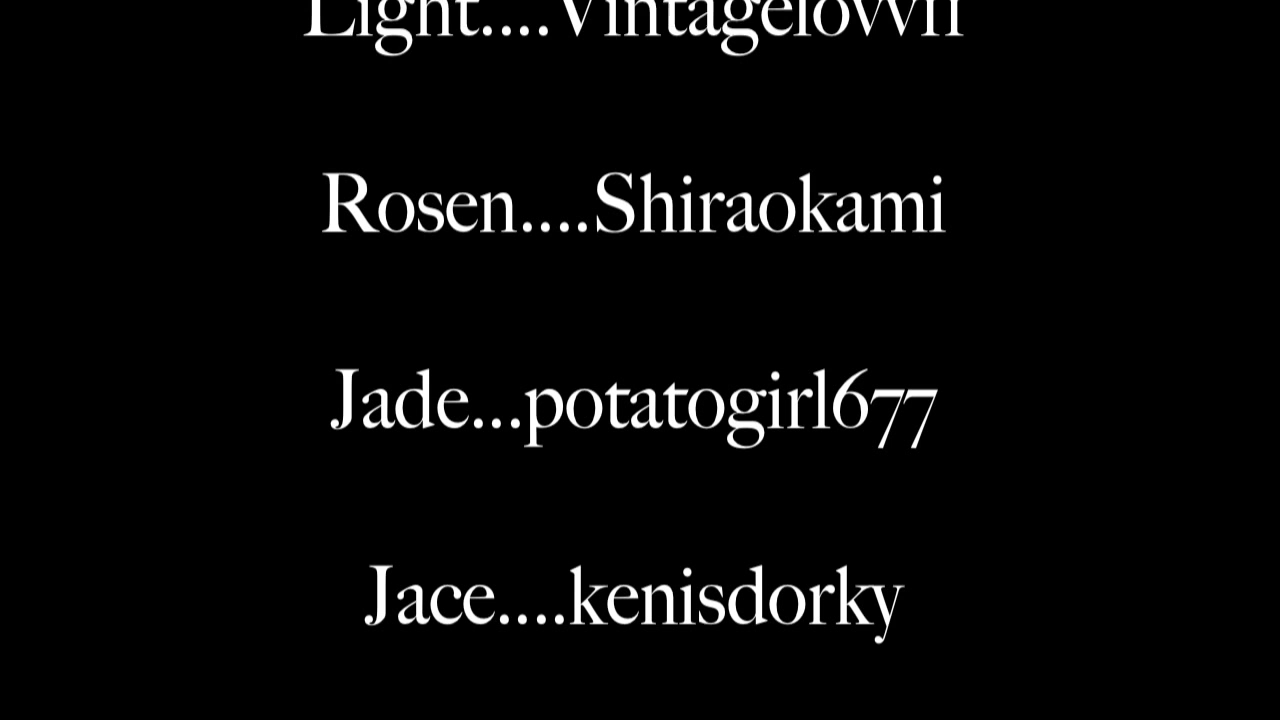 Light....
Rosen....Shiraokami
Jade...potatogirl677
Jace....kenisdorky